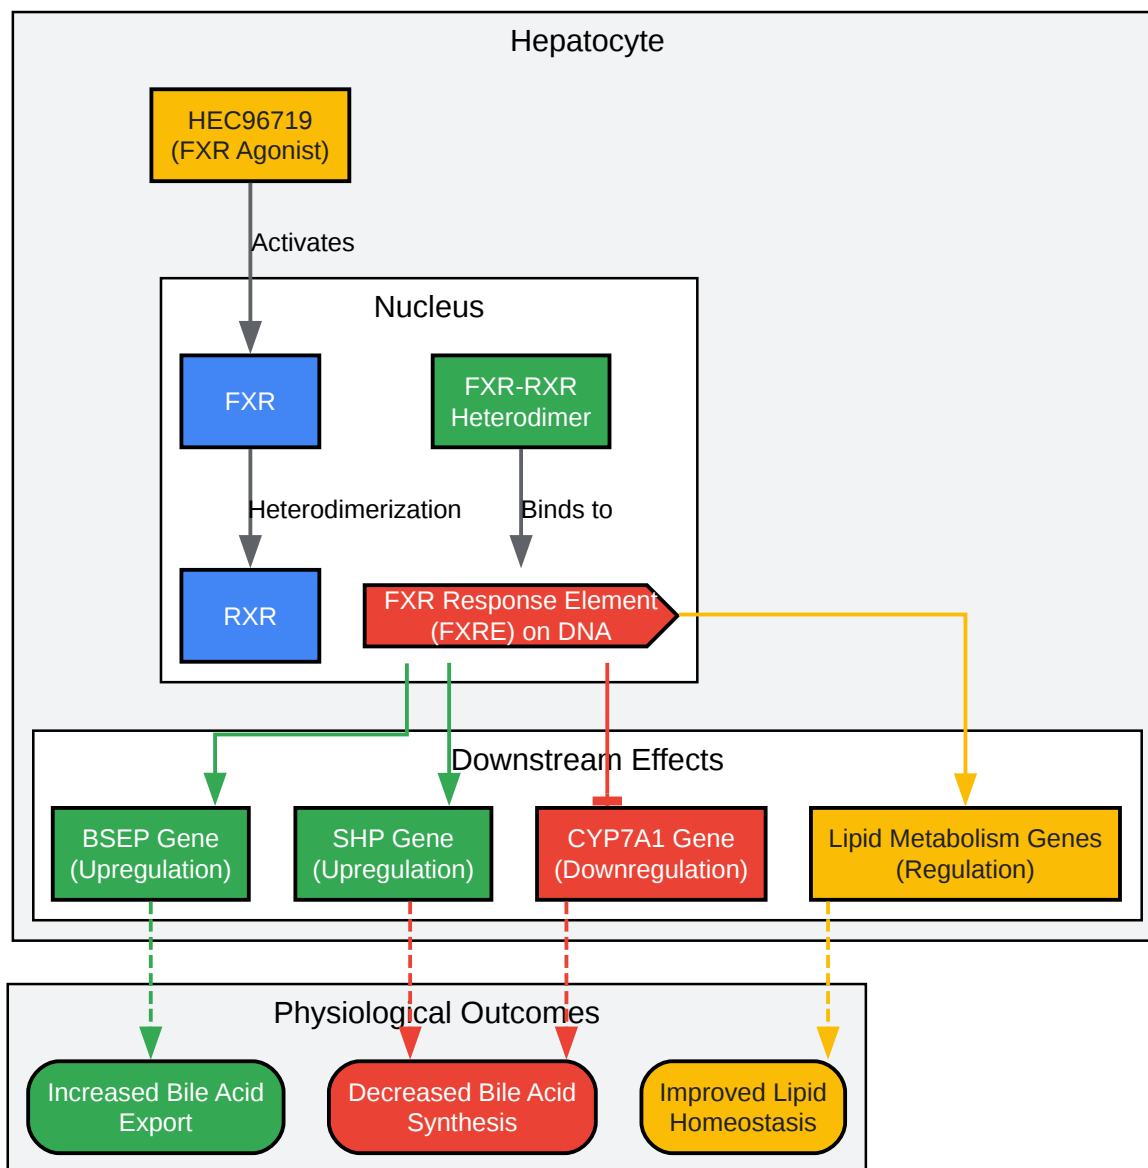 Hepatocyte
HEC96719
(FXR Agonist)
Activates
Nucleus
FXR
FXR-RXR
Heterodimer
Heterodimerization
Binds to
RXR
FXR Response Element
(FXRE) on DNA
Downstream Effects
BSEP Gene
(Upregulation)
SHP Gene
(Upregulation)
CYP7A1 Gene
(Downregulation)
Lipid Metabolism Genes
(Regulation)
Physiological Outcomes
Increased Bile Acid
Export
Decreased Bile Acid
Synthesis
Improved Lipid
Homeostasis